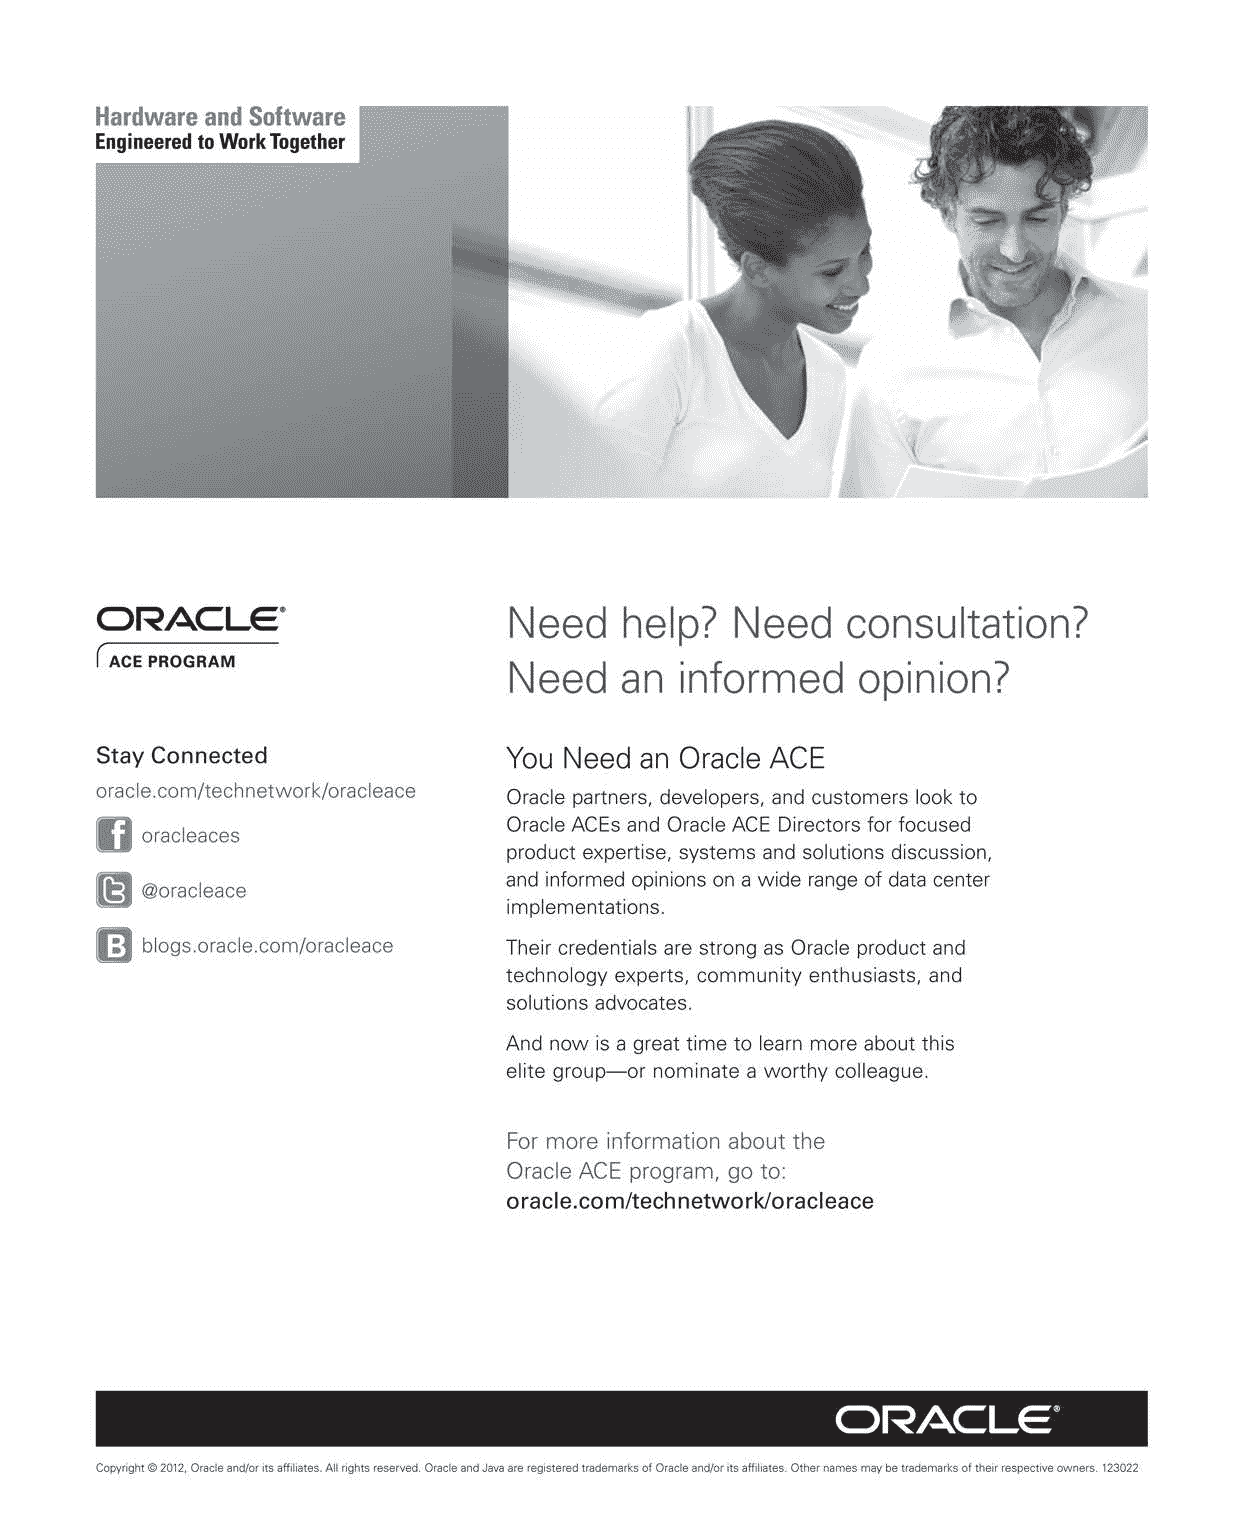 Hardware and Software
Engineered to Work Together
ORACLE®
ACE PROGRAM
Stay Connected
oracle.com/technetwork/oracleace
f oracleaces
t @oracleace
B blogs.oracle.com/oracleace
Need help? Need consultation?
Need an informed opinion?
You Need an Oracle ACE
Oracle partners, developers, and customers look to
Oracle ACEs and Oracle ACE Directors for focused
product expertise, systems and solutions discussion,
and informed opinions on a wide range of data center
implementations.
Their credentials are strong as Oracle product and
technology experts, community enthusiasts, and
solutions advocates.
And now is a great time to learn more about this
elite group—or nominate a worthy colleague.
For more information about the
Oracle ACE program, go to:
oracle.com/technetwork/oracleace
ORACLE®
Copyright © 2012, Oracle and/or its affiliates. All rights reserved. Oracle and Java are registered trademarks of Oracle and/or its affiliates. Other names may be trademarks of their respective owners. 123022